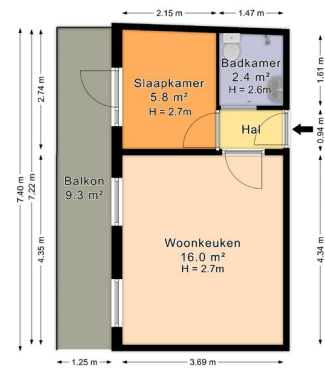 2.15 m
1.47 m
Slaapkamer
5.8 m²
H = 2.7m
Badkamer
2.4 m²
H = 2.6m
Hal
Balkon
9.3 m²
Woonkeuken
16.0 m²
H = 2.7m
7.40 m
7.22 m
2.74 m
4.35 m
1.61 m
0.94 m
4.34 m
1.25 m
3.69 m